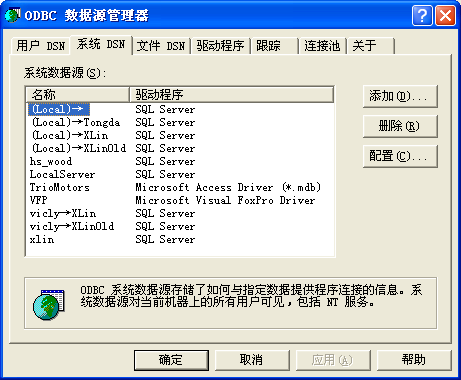 ODBC 数据源管理器
用户 DSN 系统 DSN 文件 DSN 驱动程序 跟踪 连接池 关于
系统数据源(S):
名称 驱动程序
(Local)→ SQL Server
(Local)→Tongda SQL Server
(Local)→XLin SQL Server
(Local)→XLinOld SQL Server
hs_wood SQL Server
LocalServer SQL Server
TrioMotors Microsoft Access Driver (*.mdb)
VFP Microsoft Visual FoxPro Driver
vicly→XLin SQL Server
vicly→XLinOld SQL Server
xlin SQL Server
添加(D)...
删除(R)
配置(C)...
ODBC 系统数据源存储了如何与指定数据提供程序连接的信息。系
统数据源对当前机器上的所有用户可见，包括 NT 服务。
确定 取消 应用(A) 帮助